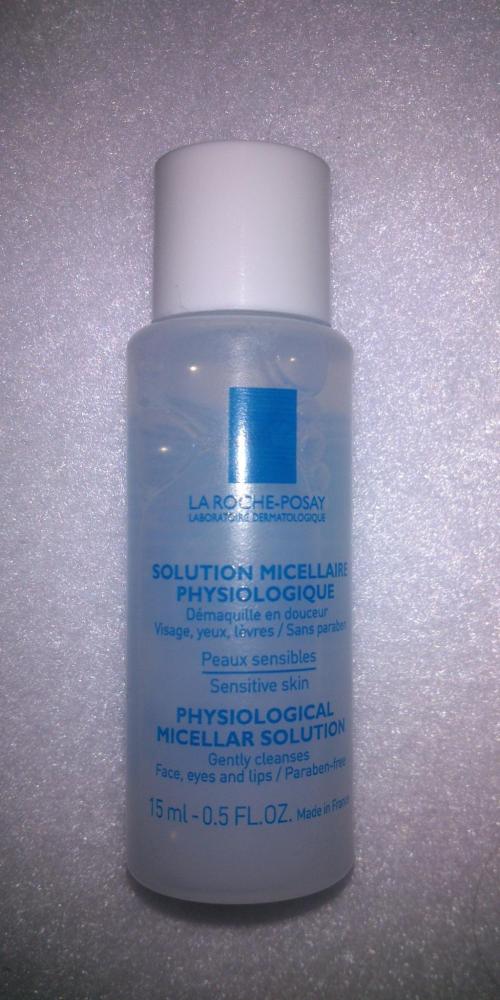 LA ROCHE-POSAY
LABORATOIRE DERMATOLOGIQUE
SOLUTION MICELLAIRE
PHYSIOLOGIQUE
Démaquille en douceur
Visage, yeux, lèvres / Sans paraben
Peaux sensibles
Sensitive skin
PHYSIOLOGICAL
MICELLAR SOLUTION
Gently cleanses
Face, eyes and lips / Paraben-free
15 ml - 0.5 FL.OZ. Made in France